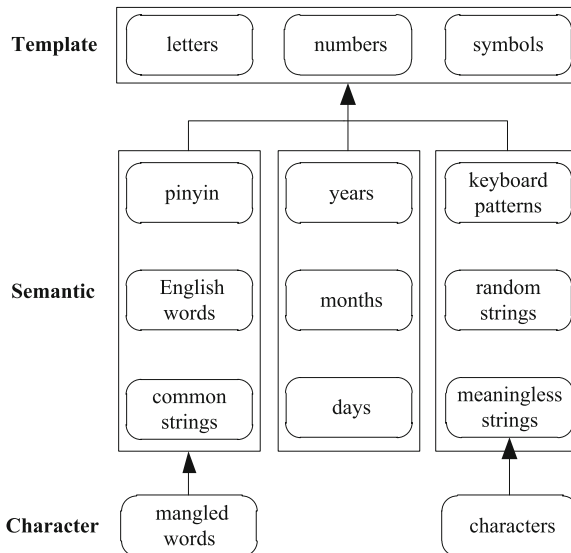 Template
letters
numbers
symbols
Semantic
pinyin
years
keyboard
patterns
English
words
months
random
strings
common
strings
days
meaningless
strings
Character
mangled
words
characters